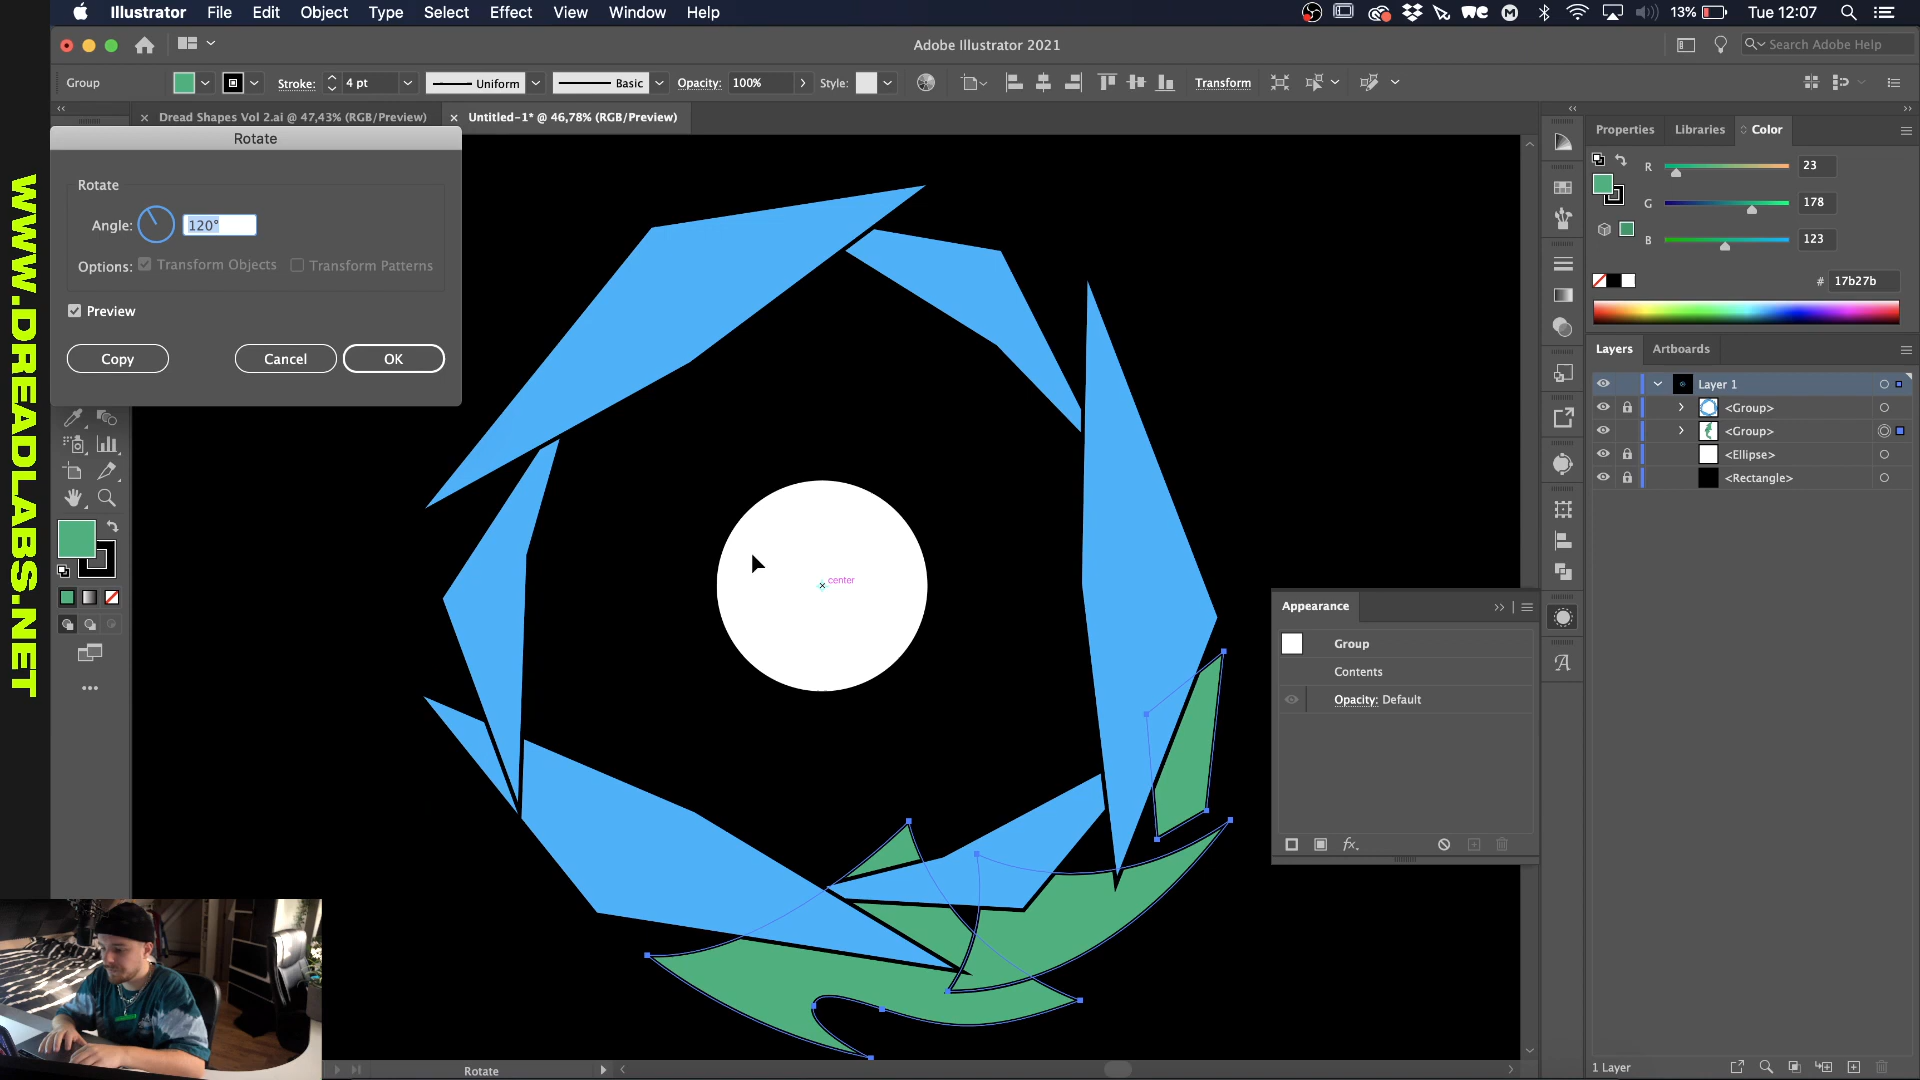 Illustrator File Edit Object Type Select Effect View Window Help
13% Tue 12:07
Adobe Illustrator 2021
Search Adobe Help
Group
Stroke: 4 pt
Uniform
Basic
Opacity: 100%
Style:
Transform
Dread Shapes Vol 2.ai @ 47,43% (RGB/Preview)
Untitled-1* @ 46,78% (RGB/Preview)
Rotate
Rotate
Angle: 120°
Options: Transform Objects Transform Patterns
Preview
Copy Cancel OK
WWW.DREADLABS.NET
center
Properties Libraries Color
R 23
G 178
B 123
# 17b27b
Layers Artboards
Layer 1
<Group>
<Group>
<Ellipse>
<Rectangle>
Appearance
Group
Contents
Opacity: Default
fx
Rotate
1 Layer